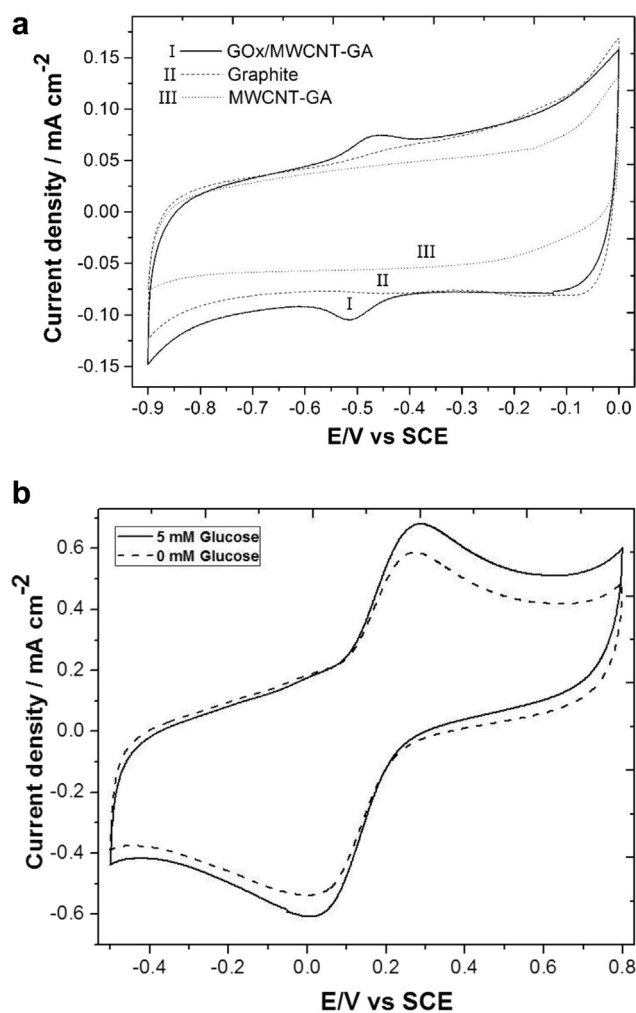 a
I GOx/MWCNT-GA
II Graphite
III MWCNT-GA
0.15
0.10
0.05
0.00
-0.05
-0.10
-0.15
III
II
I
-0.9 -0.8 -0.7 -0.6 -0.5 -0.4 -0.3 -0.2 -0.1 0.0
E/V vs SCE
Current density / mA cm-2
b
5 mM Glucose
0 mM Glucose
0.6
0.4
0.2
0.0
-0.2
-0.4
-0.6
-0.4 -0.2 0.0 0.2 0.4 0.6 0.8
E/V vs SCE
Current density / mA cm-2